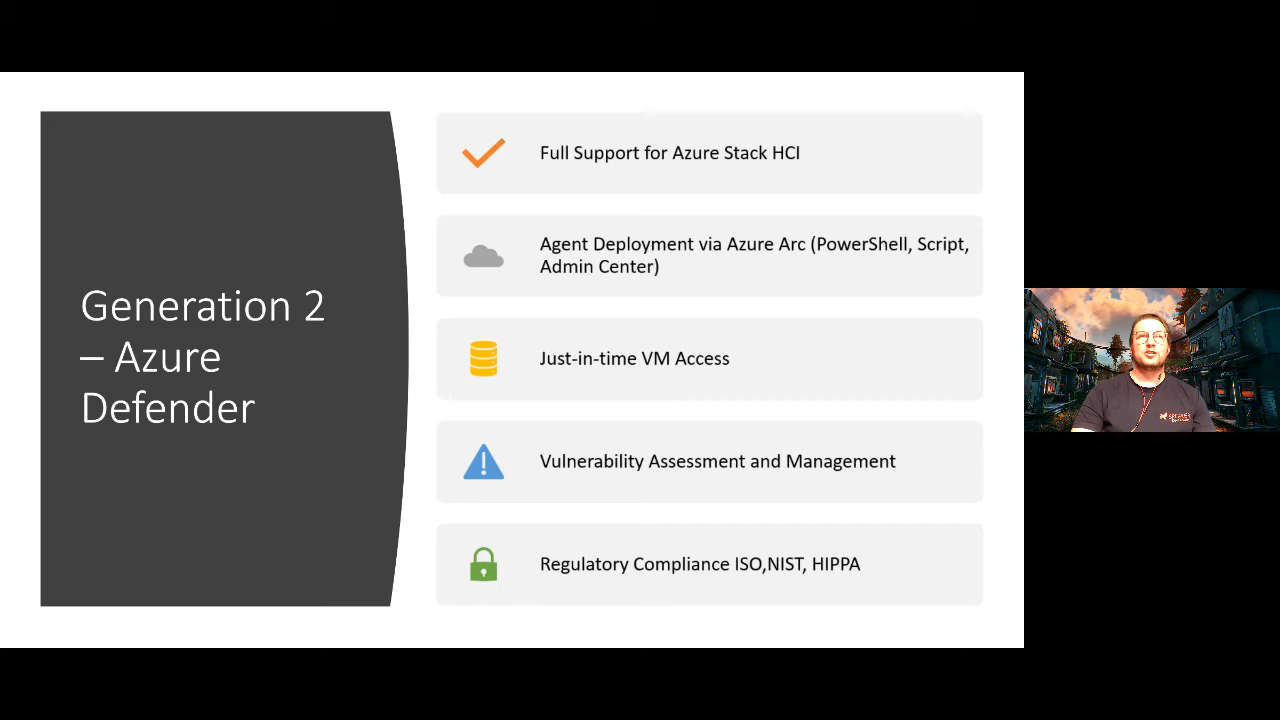 Generation 2
– Azure
Defender
Full Support for Azure Stack HCI
Agent Deployment via Azure Arc (PowerShell, Script,
Admin Center)
Just-in-time VM Access
Vulnerability Assessment and Management
Regulatory Compliance ISO,NIST, HIPPA